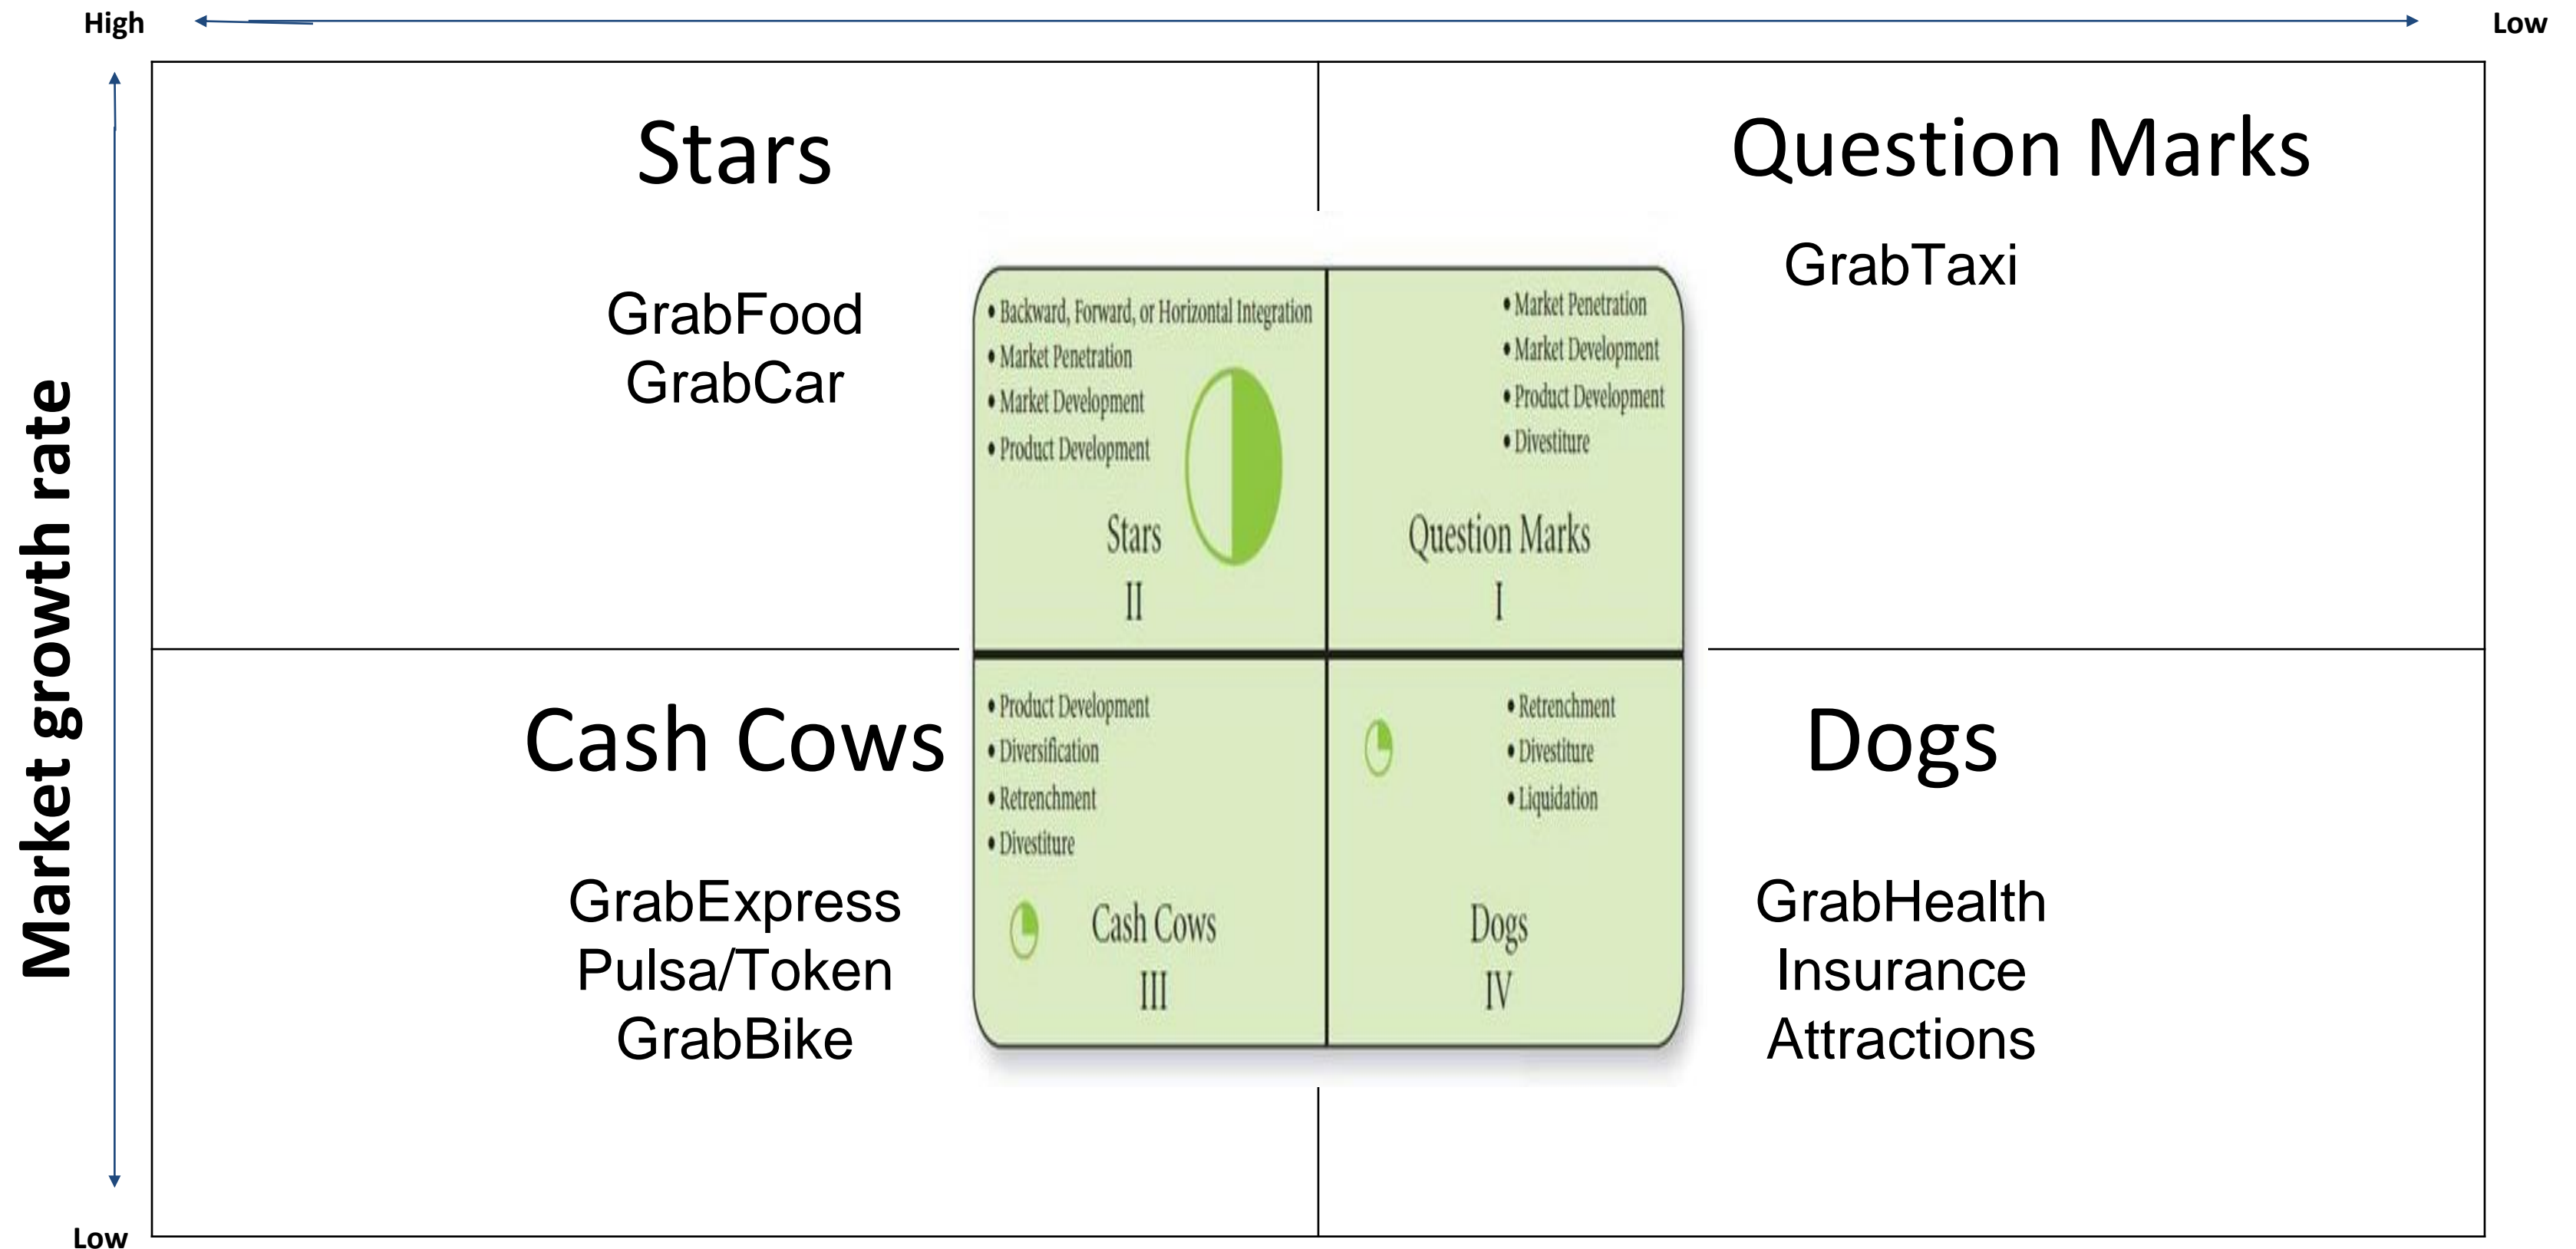 High
Low
Market growth rate
Low
Stars
GrabFood
GrabCar
Question Marks
GrabTaxi
• Backward, Forward, or Horizontal Integration
• Market Penetration
• Market Development
• Product Development
Stars
II
• Market Penetration
• Market Development
• Product Development
• Divestiture
Question Marks
I
Cash Cows
GrabExpress
Pulsa/Token
GrabBike
• Product Development
• Diversification
• Retrenchment
• Divestiture
Cash Cows
III
• Retrenchment
• Divestiture
• Liquidation
Dogs
IV
Dogs
GrabHealth
Insurance
Attractions